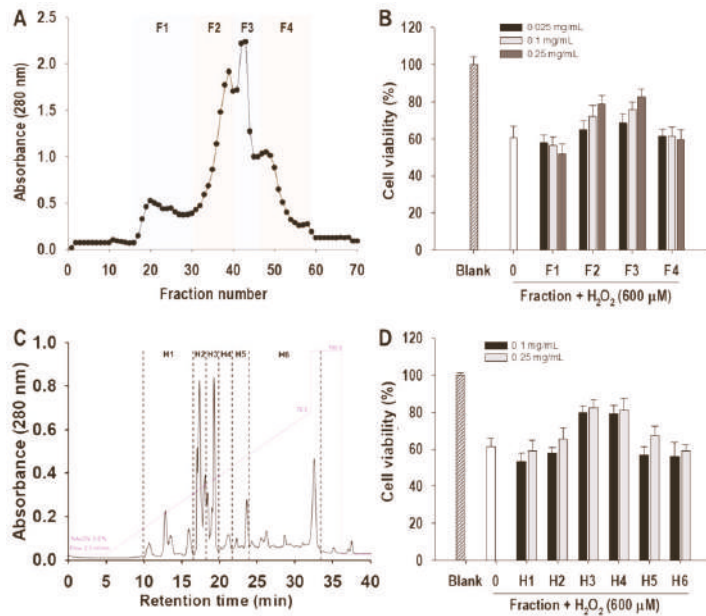 A
F1 F2 F3 F4
2.5
2.0
1.5
1.0
0.5
0.0
0 10 20 30 40 50 60 70
Absorbance (280 nm)
Fraction number
B
0.025 mg/mL
0.1 mg/mL
0.25 mg/mL
120
100
80
60
40
20
0
Cell viability (%)
Blank 0 F1 F2 F3 F4
Fraction + H₂O₂ (600 μM)
C
H1 H2 H3 H4 H5 H6
1.0
0.8
0.6
0.4
0.2
0.0
0 5 10 15 20 25 30 35 40
Absorbance (280 nm)
Retention time (min)
D
0.1 mg/mL
0.25 mg/mL
120
100
80
60
40
20
0
Cell viability (%)
Blank 0 H1 H2 H3 H4 H5 H6
Fraction + H₂O₂ (600 μM)